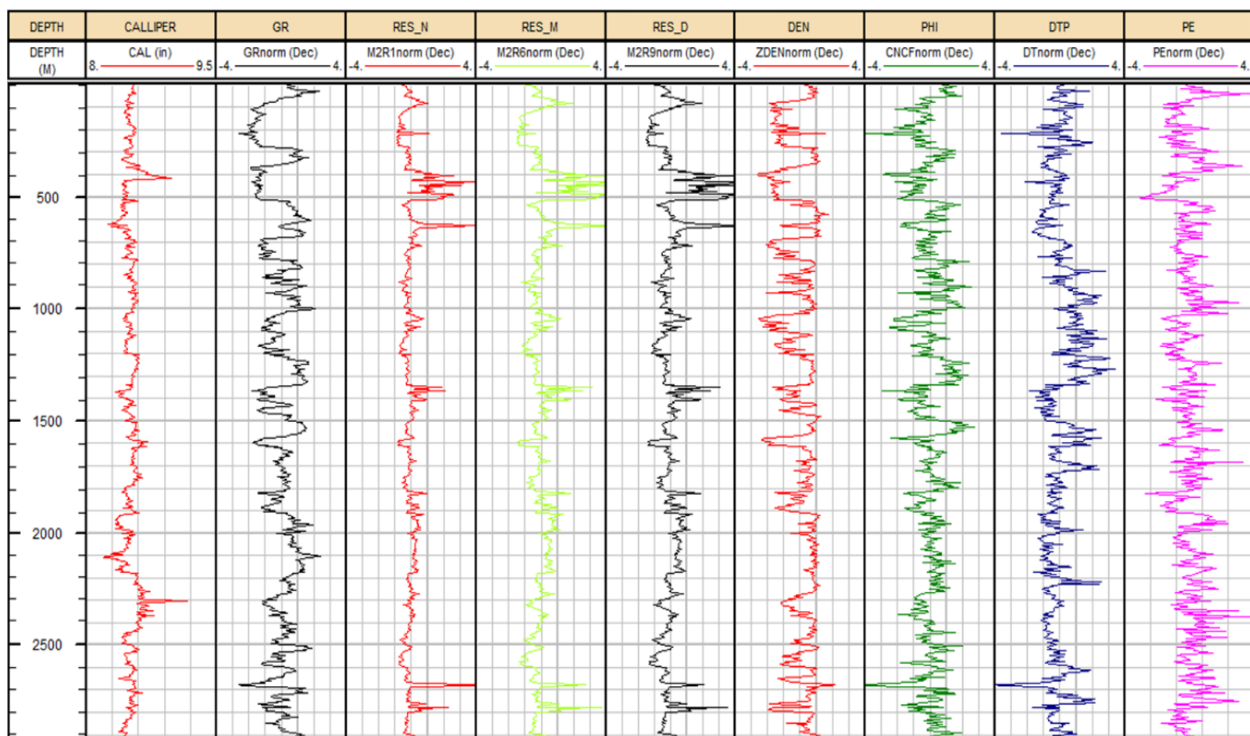 DEPTH CALLIPER GR RES_N RES_M RES_D DEN PHI DTP PE
DEPTH CAL (in) GRnorm (Dec) M2R1norm (Dec) M2R6norm (Dec) M2R9norm (Dec) ZDENnorm (Dec) CNCFnorm (Dec) DTnorm (Dec) PEnorm (Dec)
(M) 8. 9.5 -4. 4. -4. 4. -4. 4. -4. 4. -4. 4. -4. 4. -4. 4. -4. 4.
500
1000
1500
2000
2500